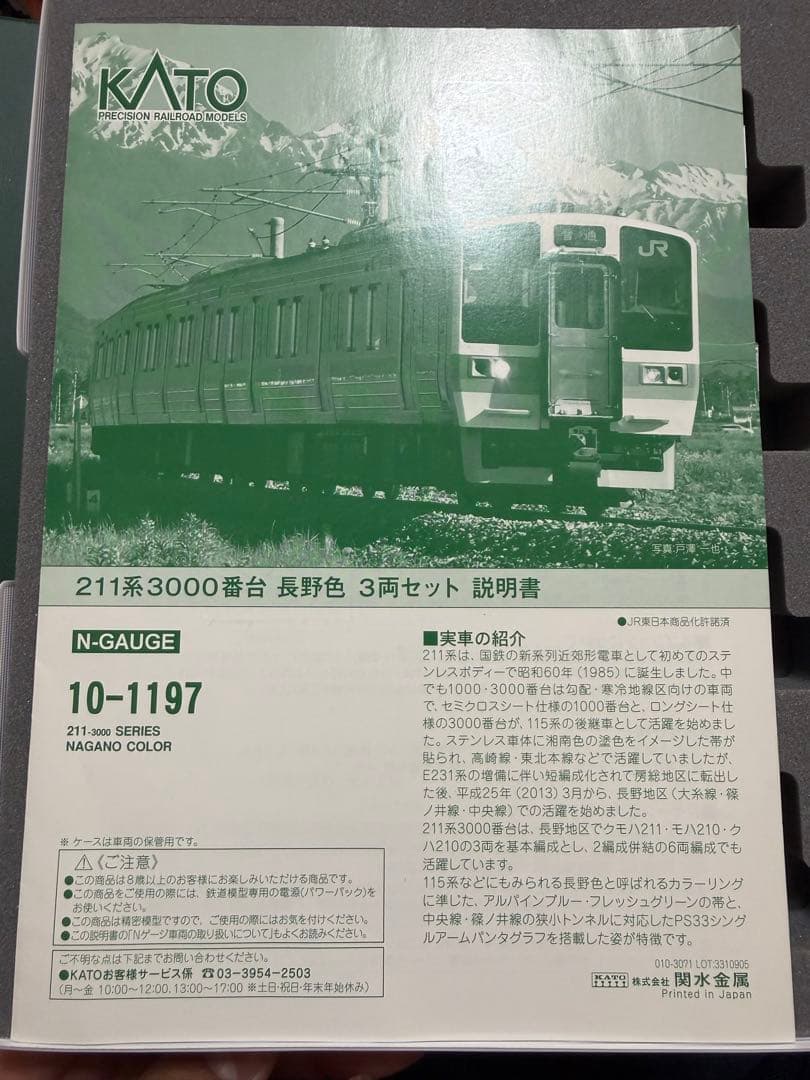 KATO
PRECISION RAILROAD MODELS
普通
JR
4
写真:戸澤 一也
211系3000番台 長野色 3両セット 説明書
●JR東日本商品化許諾済
N-GAUGE
10-1197
211-3000 SERIES
NAGANO COLOR
■実車の紹介
211系は、国鉄の新系列近郊形電車として初めてのステ
ンレスボディーで昭和60年(1985)に誕生しました。中
でも1000・3000番台は勾配・寒冷地線区向けの車両
で、セミクロスシート仕様の1000番台と、ロングシート仕
様の3000番台が、115系の後継車として活躍を始めまし
た。ステンレス車体に湘南色の塗色をイメージした帯が
貼られ、高崎線・東北本線などで活躍していましたが、
E231系の増備に伴い短編成化されて房総地区に転出し
た後、平成25年(2013)3月から、長野地区(大糸線・篠
ノ井線・中央線)での活躍を始めました。
211系3000番台は、長野地区でクモハ211・モハ210・ク
ハ210の3両を基本編成とし、2編成併結の6両編成でも
活躍しています。
115系などにもみられる長野色と呼ばれるカラーリング
に準じた、アルパインブルー・フレッシュグリーンの帯と、
中央線・篠ノ井線の狭小トンネルに対応したPS33シング
ルアームパンタグラフを搭載した姿が特徴です。
※ ケースは車両の保管用です。
⚠《ご注意》
●この商品は8歳以上のお客様にお楽しみいただける商品です。
●この商品をご使用の際には、鉄道模型専用の電源(パワーパック)を
お使いください。
●この商品は精密模型ですので、ご使用の際にはお気を付けください。
●この説明書の「Nゲージ車両の取り扱いについて」もよくお読みください。
ご不明な点は下記までお問い合わせください。
●KATOお客様サービス係 ☎03-3954-2503
(月〜金 10:00〜12:00、13:00〜17:00 ※土日・祝日・年末年始休み)
010-3071 LOT:3310905
KATO 株式会社 関水金属
Printed in Japan